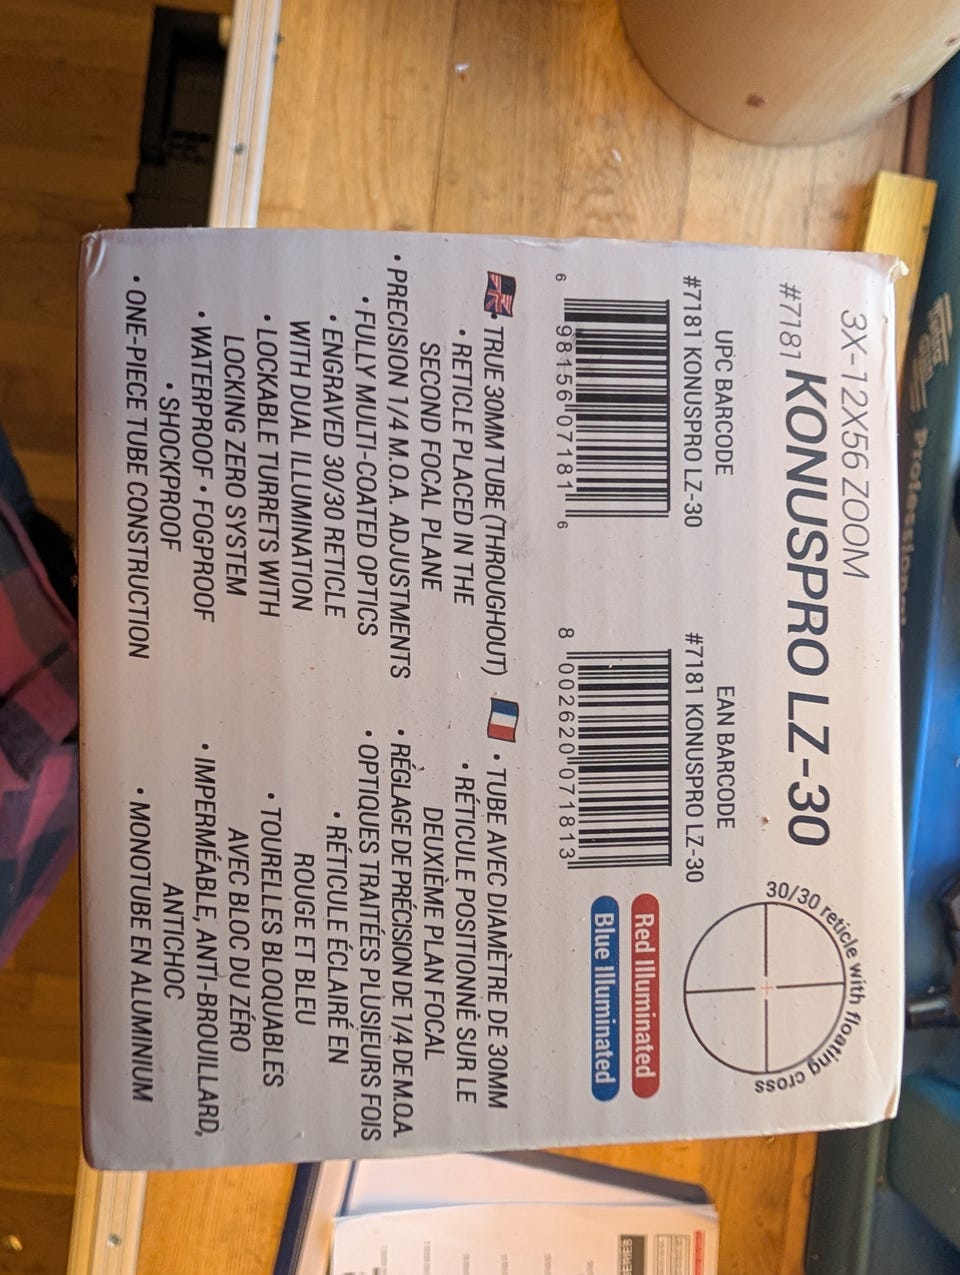 3X-12X56 ZOOM
#7181 KONUSPRO LZ-30
30/30 reticle with floating cross
UPC BARCODE
#7181 KONUSPRO LZ-30
6 98156 07181 6
EAN BARCODE
#7181 KONUSPRO LZ-30
8 002620 071813
Red Illuminated
Blue Illuminated
• TRUE 30MM TUBE (THROUGHOUT)
• RETICLE PLACED IN THE
SECOND FOCAL PLANE
• PRECISION 1/4 M.O.A. ADJUSTMENTS
• FULLY MULTI-COATED OPTICS
• ENGRAVED 30/30 RETICLE
WITH DUAL ILLUMINATION
• LOCKABLE TURRETS WITH
LOCKING ZERO SYSTEM
• WATERPROOF • FOGPROOF
• SHOCKPROOF
• ONE-PIECE TUBE CONSTRUCTION
• TUBE AVEC DIAMÈTRE DE 30MM
• RÉTICULE POSITIONNÉ SUR LE
DEUXIÈME PLAN FOCAL
• RÉGLAGE DE PRÉCISION DE 1/4 DE M.O.A.
• OPTIQUES TRAITÉES PLUSIEURS FOIS
• RÉTICULE ÉCLAIRÉ EN
ROUGE ET BLEU
• TOURELLES BLOQUABLES
AVEC BLOC DU ZÉRO
• IMPERMÉABLE, ANTI-BROUILLARD,
ANTICHOC
• MONOTUBE EN ALUMINIUM
Professional